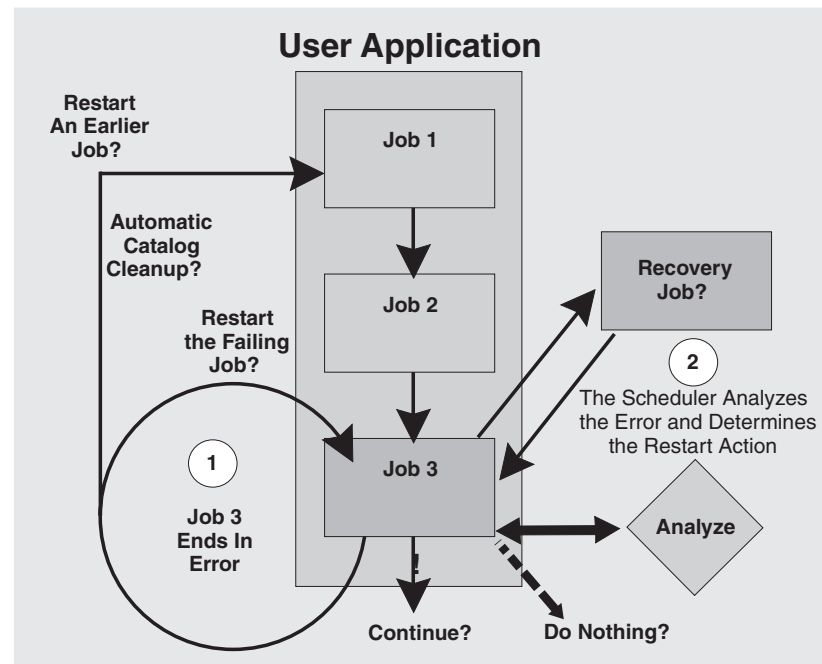 User Application
Restart
An Earlier
Job?
Job 1
Automatic
Catalog
Cleanup?
Recovery
Job?
Job 2
Restart
the Failing
Job?
2
The Scheduler Analyzes
the Error and Determines
the Restart Action
1
Job 3
Job 3
Ends In
Error
Analyze
!
Continue?
Do Nothing?